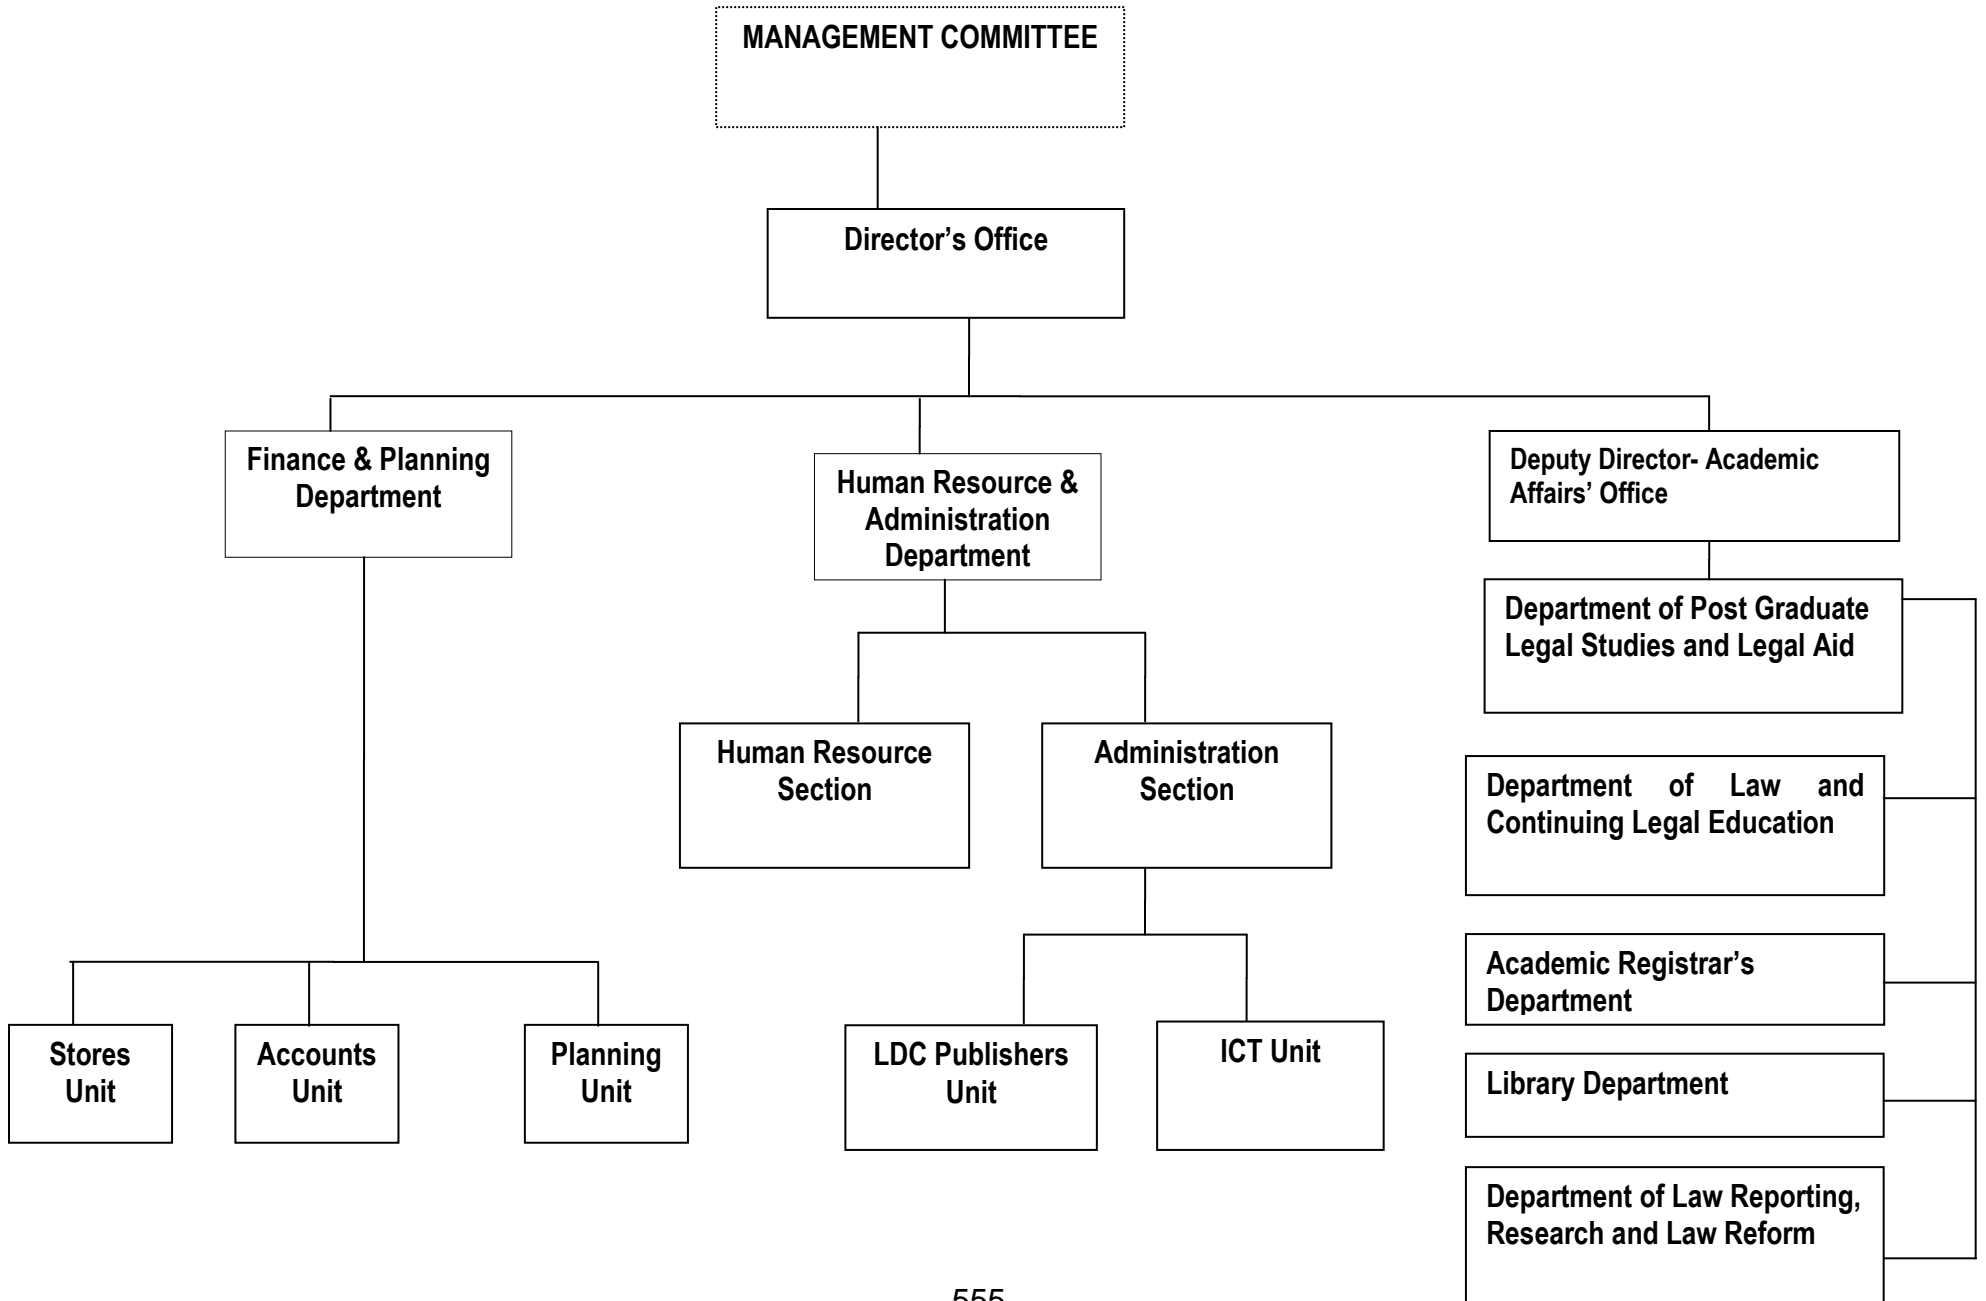 MANAGEMENT COMMITTEE
Director’s Office
Finance & Planning
Department
Human Resource &
Administration
Department
Deputy Director- Academic
Affairs’ Office
Department of Post Graduate
Legal Studies and Legal Aid
Human Resource
Section
Administration
Section
Department of Law and
Continuing Legal Education
Academic Registrar’s
Department
Stores
Unit
Accounts
Unit
Planning
Unit
LDC Publishers
Unit
ICT Unit
Library Department
Department of Law Reporting,
Research and Law Reform
555